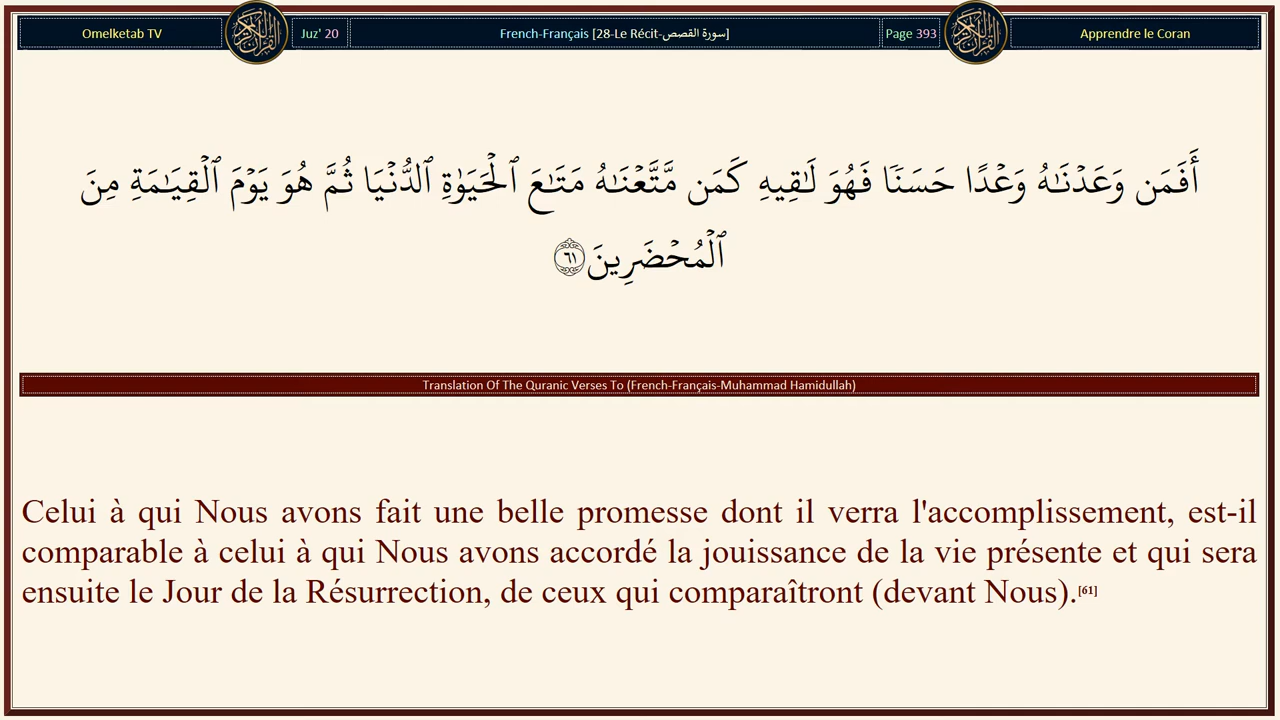 Omelketab TV
Juz' 20
French-Français [28-Le Récit-سورة القصص]
Page 393
Apprendre le Coran
أَفَمَن وَعَدْنَٰهُ وَعْدًا حَسَنًا فَهُوَ لَٰقِيهِ كَمَن مَّتَّعْنَٰهُ مَتَٰعَ ٱلْحَيَوٰةِ ٱلدُّنْيَا ثُمَّ هُوَ يَوْمَ ٱلْقِيَٰمَةِ مِنَ
ٱلْمُحْضَرِينَ ٦١
Translation Of The Quranic Verses To (French-Français-Muhammad Hamidullah)
Celui à qui Nous avons fait une belle promesse dont il verra l'accomplissement, est-il
comparable à celui à qui Nous avons accordé la jouissance de la vie présente et qui sera
ensuite le Jour de la Résurrection, de ceux qui comparaîtront (devant Nous).[61]